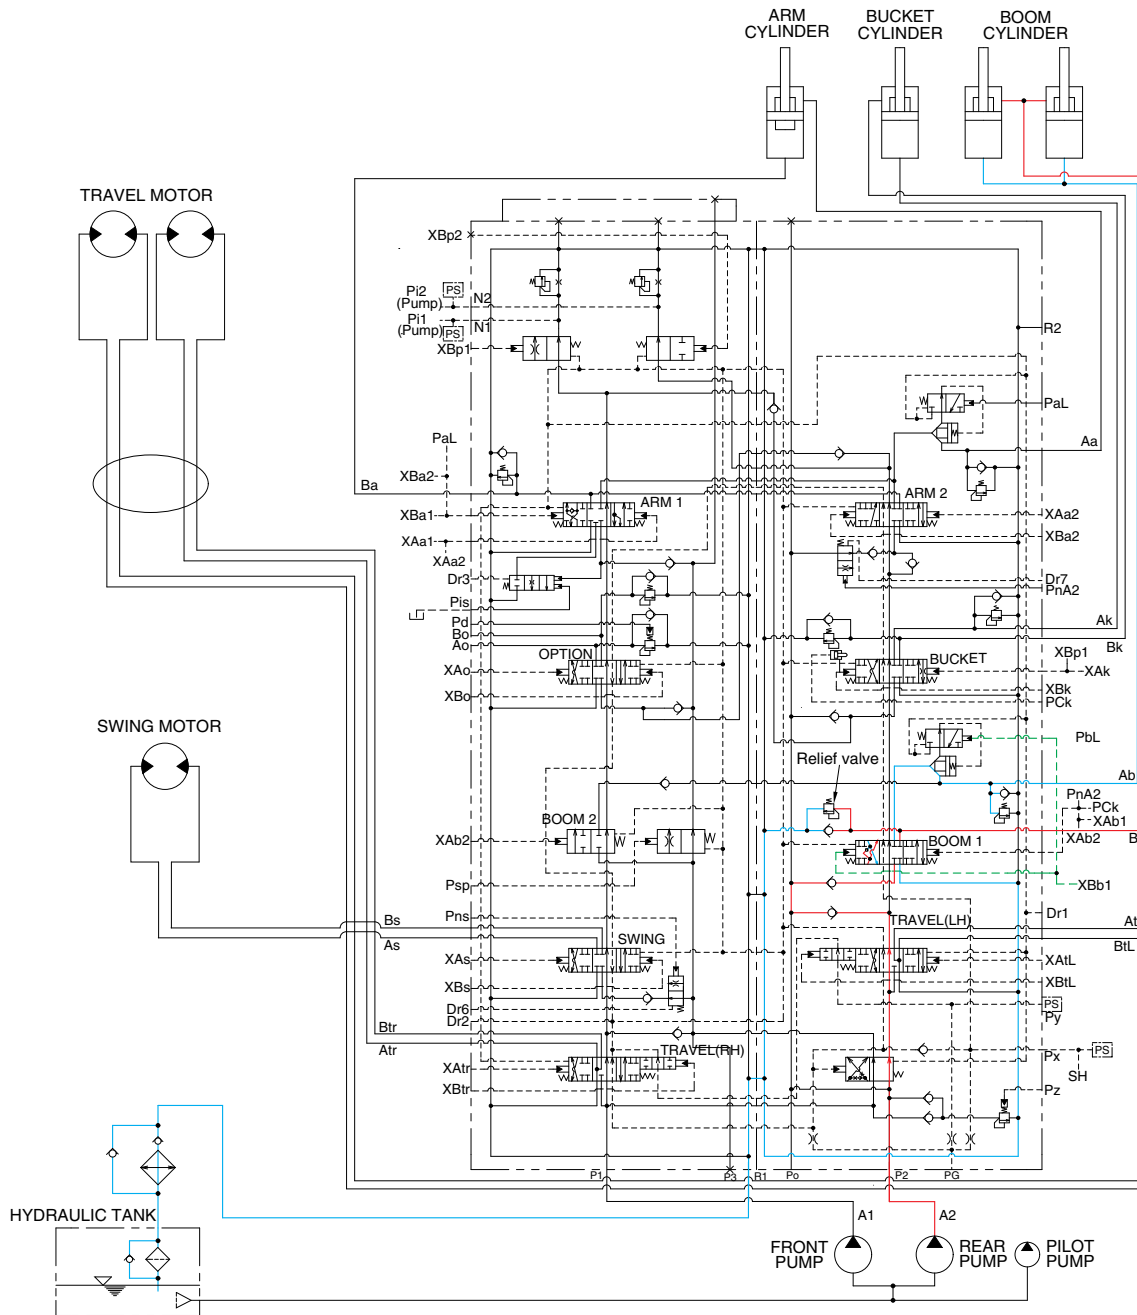 ARM
CYLINDER
BUCKET
CYLINDER
BOOM
CYLINDER
TRAVEL MOTOR
XBp2
Pi2
(Pump)
PS
N2
Pi1
(Pump)
PS
N1
XBp1
R2
PaL
PaL
Aa
XBa2
Ba
ARM 1
ARM 2
XBa1
XAa2
XAa1
XBa2
XAa2
Dr3
Dr7
PnA2
Pis
Pd
Bo
Ao
Ak
Bk
OPTION
BUCKET
XBp1
XAo
XAk
XBo
XBk
PCk
SWING MOTOR
PbL
Relief valve
Ab
PnA2
PCk
XAb1
XAb2
B
BOOM 2
BOOM 1
XAb2
Psp
XBb1
Pns
Bs
As
Dr1
At
BtL
TRAVEL(LH)
SWING
XAs
XAtL
XBs
XBtL
Dr6
Dr2
PS
Py
Btr
Atr
TRAVEL(RH)
Px
PS
SH
XAtr
XBtr
Pz
P1
P3
R1
Po
P2
PG
HYDRAULIC TANK
A1
A2
FRONT
PUMP
REAR
PUMP
PILOT
PUMP